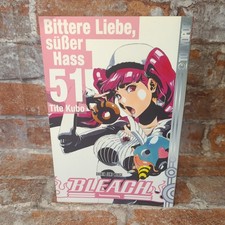 Bittere Liebe,
süßer
Hass
51
Tite Kubo
BLEACH